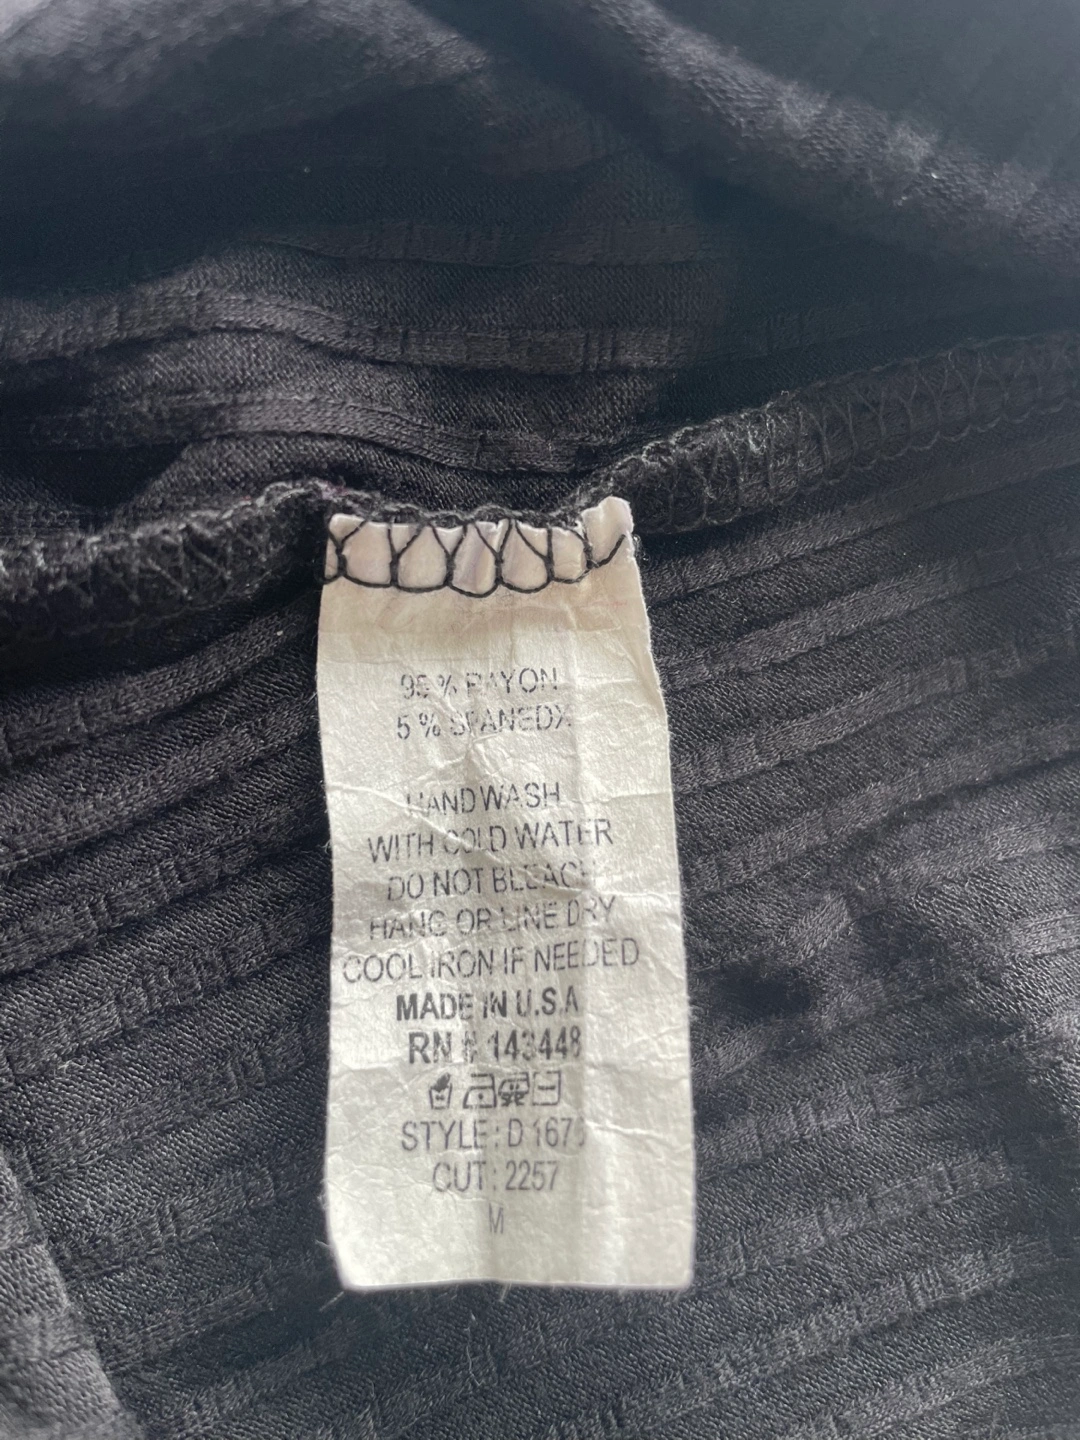 95 % RAYON
5 % SPANEDX
HAND WASH
WITH COLD WATER
DO NOT BLEACH
HANG OR LINE DRY
COOL IRON IF NEEDED
MADE IN U.S.A
RN # 143448
STYLE : D
CUT : 2257
M